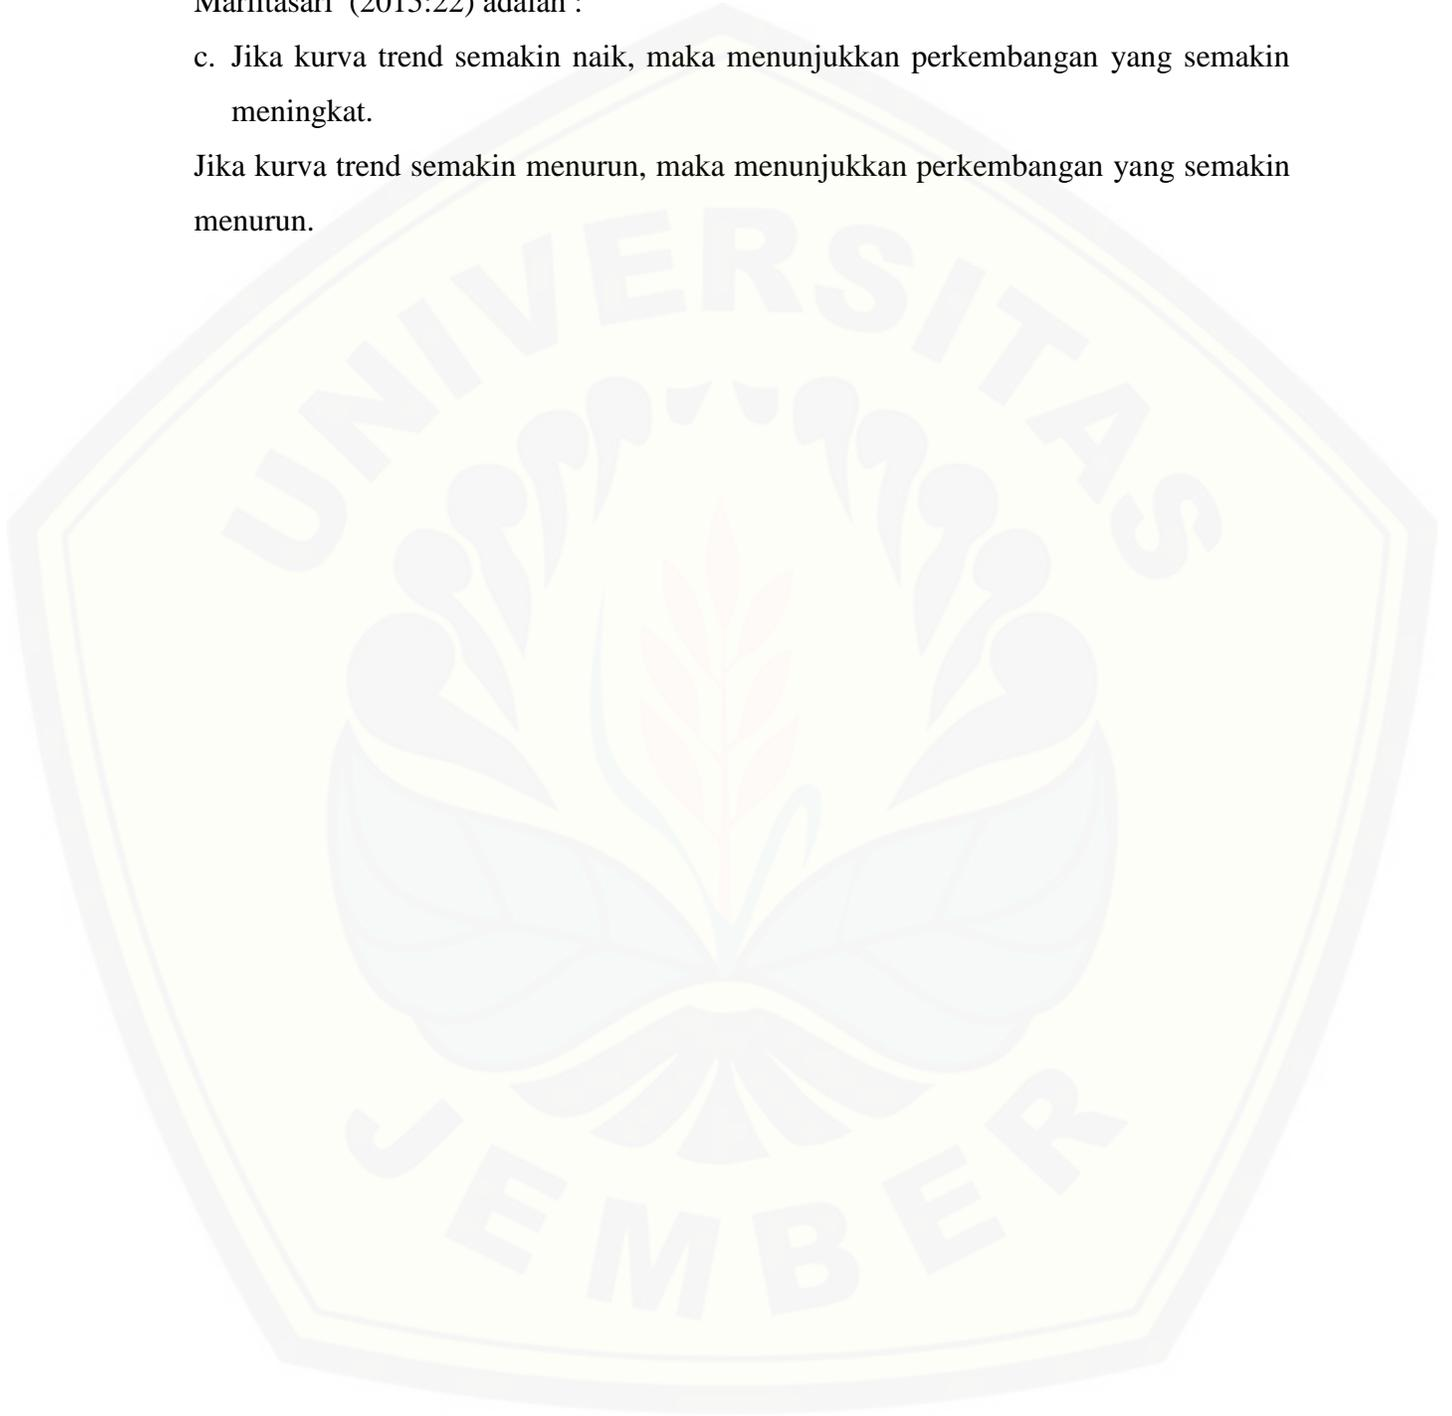 (2015:22) adalah :
c. Jika kurva trend semakin naik, maka menunjukkan perkembangan yang semakin
meningkat.
Jika kurva trend semakin menurun, maka menunjukkan perkembangan yang semakin
menurun.
UNIVERSITAS
JEMBER